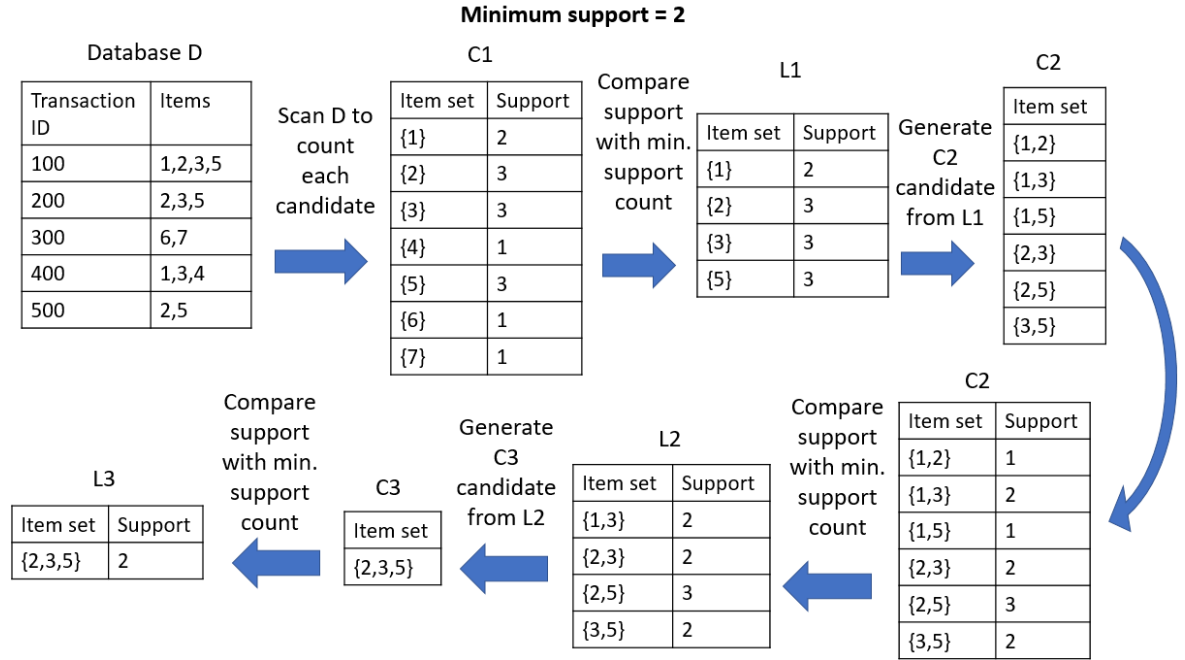 Minimum support = 2
Database D
Transaction ID Items
100 1,2,3,5
200 2,3,5
300 6,7
400 1,3,4
500 2,5
Scan D to
count
each
candidate
C1
Item set Support
{1} 2
{2} 3
{3} 3
{4} 1
{5} 3
{6} 1
{7} 1
Compare
support
with min.
support
count
L1
Item set Support
{1} 2
{2} 3
{3} 3
{5} 3
Generate
C2
candidate
from L1
C2
Item set
{1,2}
{1,3}
{1,5}
{2,3}
{2,5}
{3,5}
C2
Item set Support
{1,2} 1
{1,3} 2
{1,5} 1
{2,3} 2
{2,5} 3
{3,5} 2
Compare
support
with min.
support
count
L2
Item set Support
{1,3} 2
{2,3} 2
{2,5} 3
{3,5} 2
Generate
C3
candidate
from L2
C3
Item set
{2,3,5}
Compare
support
with min.
support
count
L3
Item set Support
{2,3,5} 2